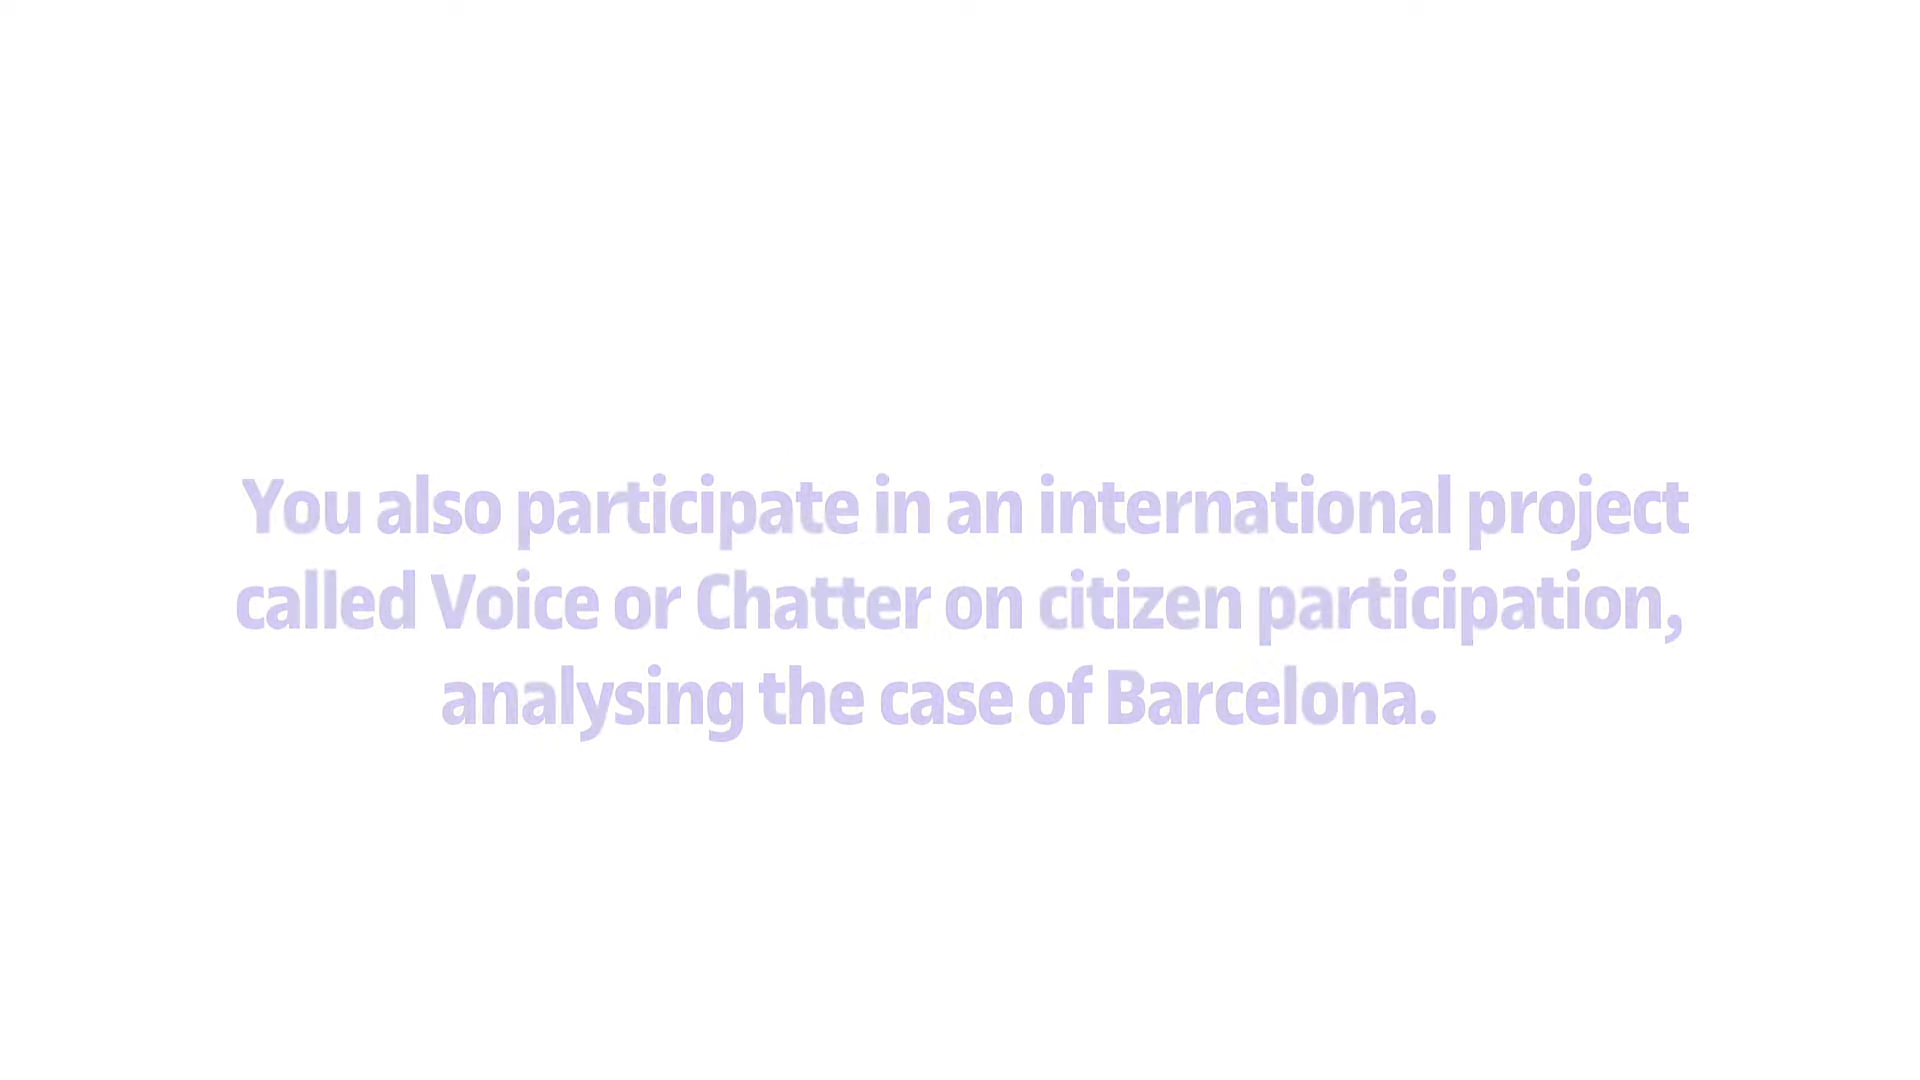 You also participate in an international project
called Voice or Chatter on citizen participation,
analysing the case of Barcelona.